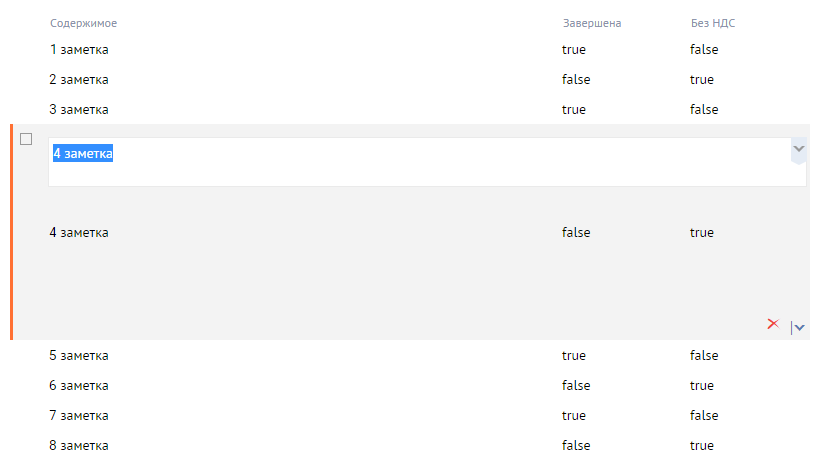 Содержимое Завершена Без НДС
1 заметка true false
2 заметка false true
3 заметка true false
4 заметка
4 заметка false true
5 заметка true false
6 заметка false true
7 заметка true false
8 заметка false true